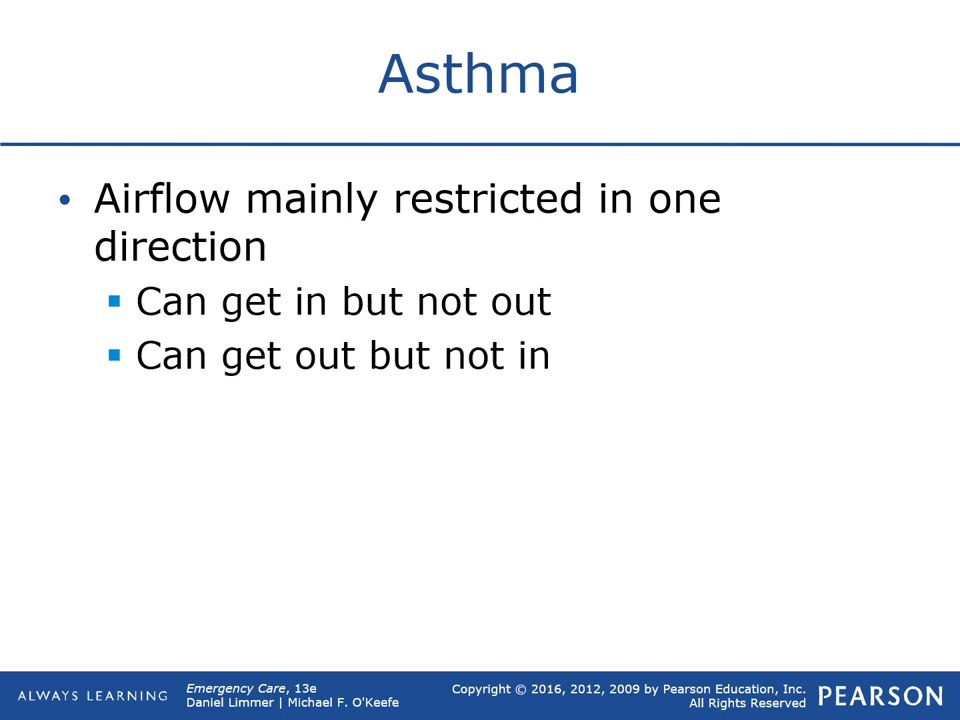 Asthma
• Airflow mainly restricted in one
direction
▪ Can get in but not out
▪ Can get out but not in
ALWAYS LEARNING
Emergency Care, 13e
Daniel Limmer | Michael F. O'Keefe
Copyright © 2016, 2012, 2009 by Pearson Education, Inc.
All Rights Reserved
PEARSON